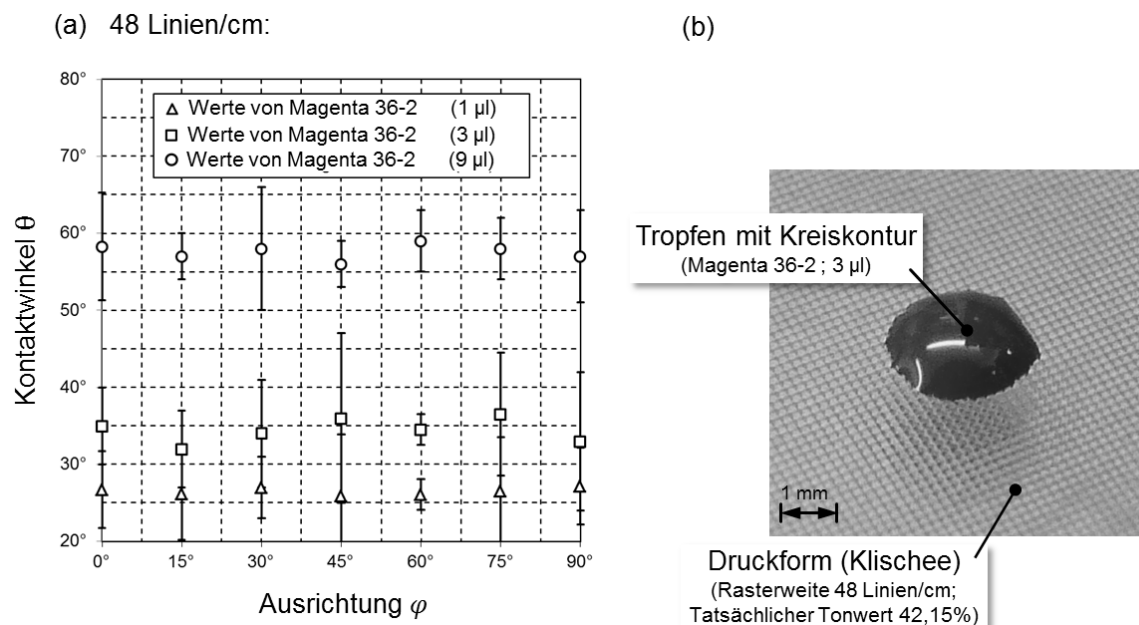 (a) 48 Linien/cm:
80°
70°
60°
50°
40°
30°
20°
Kontaktwinkel θ
Werte von Magenta 36-2 (1 µl)
Werte von Magenta 36-2 (3 µl)
Werte von Magenta 36-2 (9 µl)
0° 15° 30° 45° 60° 75° 90°
Ausrichtung φ
(b)
Tropfen mit Kreiskontur
(Magenta 36-2 ; 3 µl)
1 mm
Druckform (Klischee)
(Rasterweite 48 Linien/cm;
Tatsächlicher Tonwert 42,15%)